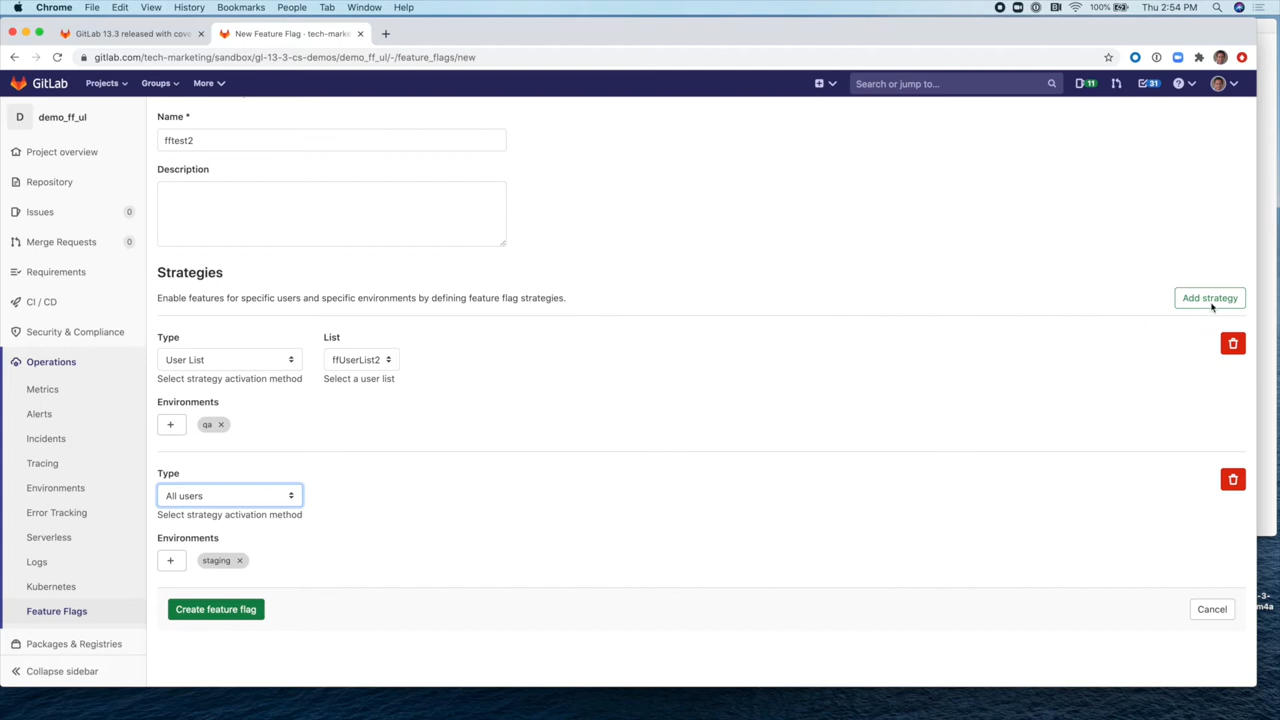 Chrome File Edit View History Bookmarks People Tab Window Help 100% Thu 2:54 PM
GitLab 13.3 released with cove × New Feature Flag · tech-marke × +
gitlab.com/tech-marketing/sandbox/gl-13-3-cs-demos/demo_ff_ul/-/feature_flags/new
GitLab Projects Groups More Search or jump to... 11 31
D demo_ff_ul
Project overview
Repository
Issues 0
Merge Requests 0
Requirements
CI / CD
Security & Compliance
Operations
Metrics
Alerts
Incidents
Tracing
Environments
Error Tracking
Serverless
Logs
Kubernetes
Feature Flags
Packages & Registries
Collapse sidebar
Name *
fftest2
Description
Strategies
Enable features for specific users and specific environments by defining feature flag strategies.
Add strategy
Type List
User List ffUserList2
Select strategy activation method Select a user list
Environments
+ qa ×
Type
All users
Select strategy activation method
Environments
+ staging ×
Create feature flag Cancel
-3-
m4a